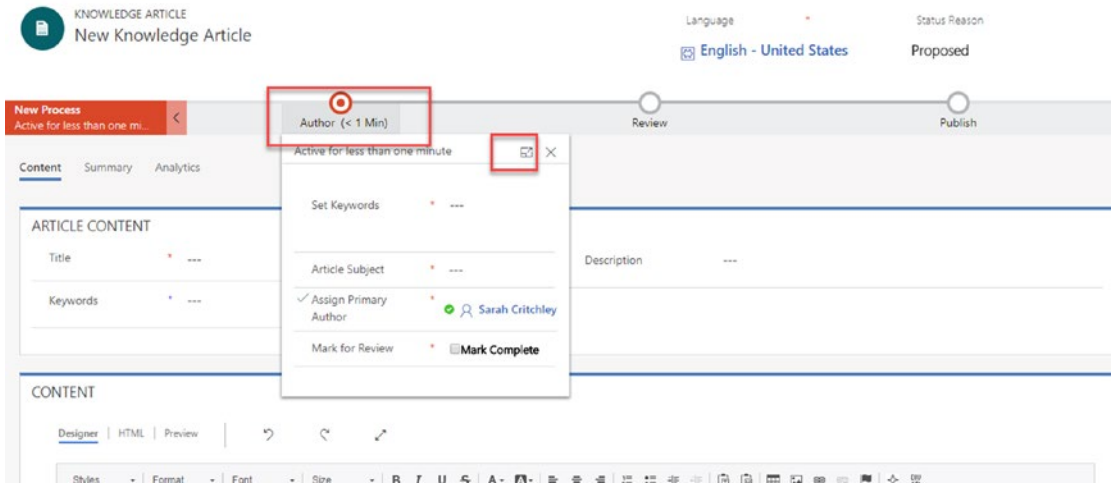 KNOWLEDGE ARTICLE
New Knowledge Article
Language *
Status Reason
English - United States
Proposed
New Process
Active for less than one mi...
<
Author (< 1 Min)
Review
Publish
Active for less than one minute
Content Summary Analytics
Set Keywords * ---
ARTICLE CONTENT
Title * ---
Article Subject * ---
Description ---
Keywords * ---
Assign Primary Author *
Sarah Critchley
Mark for Review *
Mark Complete
CONTENT
Designer | HTML | Preview
Styles Format Font Size B I U S A A